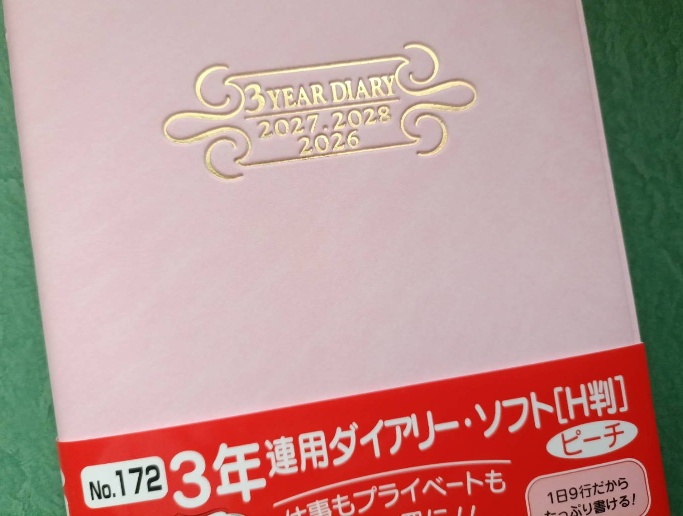 3 YEAR DIARY
2027.2028
2026
No.172
3年連用ダイアリー・ソフト[H判]
ピーチ
仕事もプライベートも
1日9行だから
たっぷり書ける!